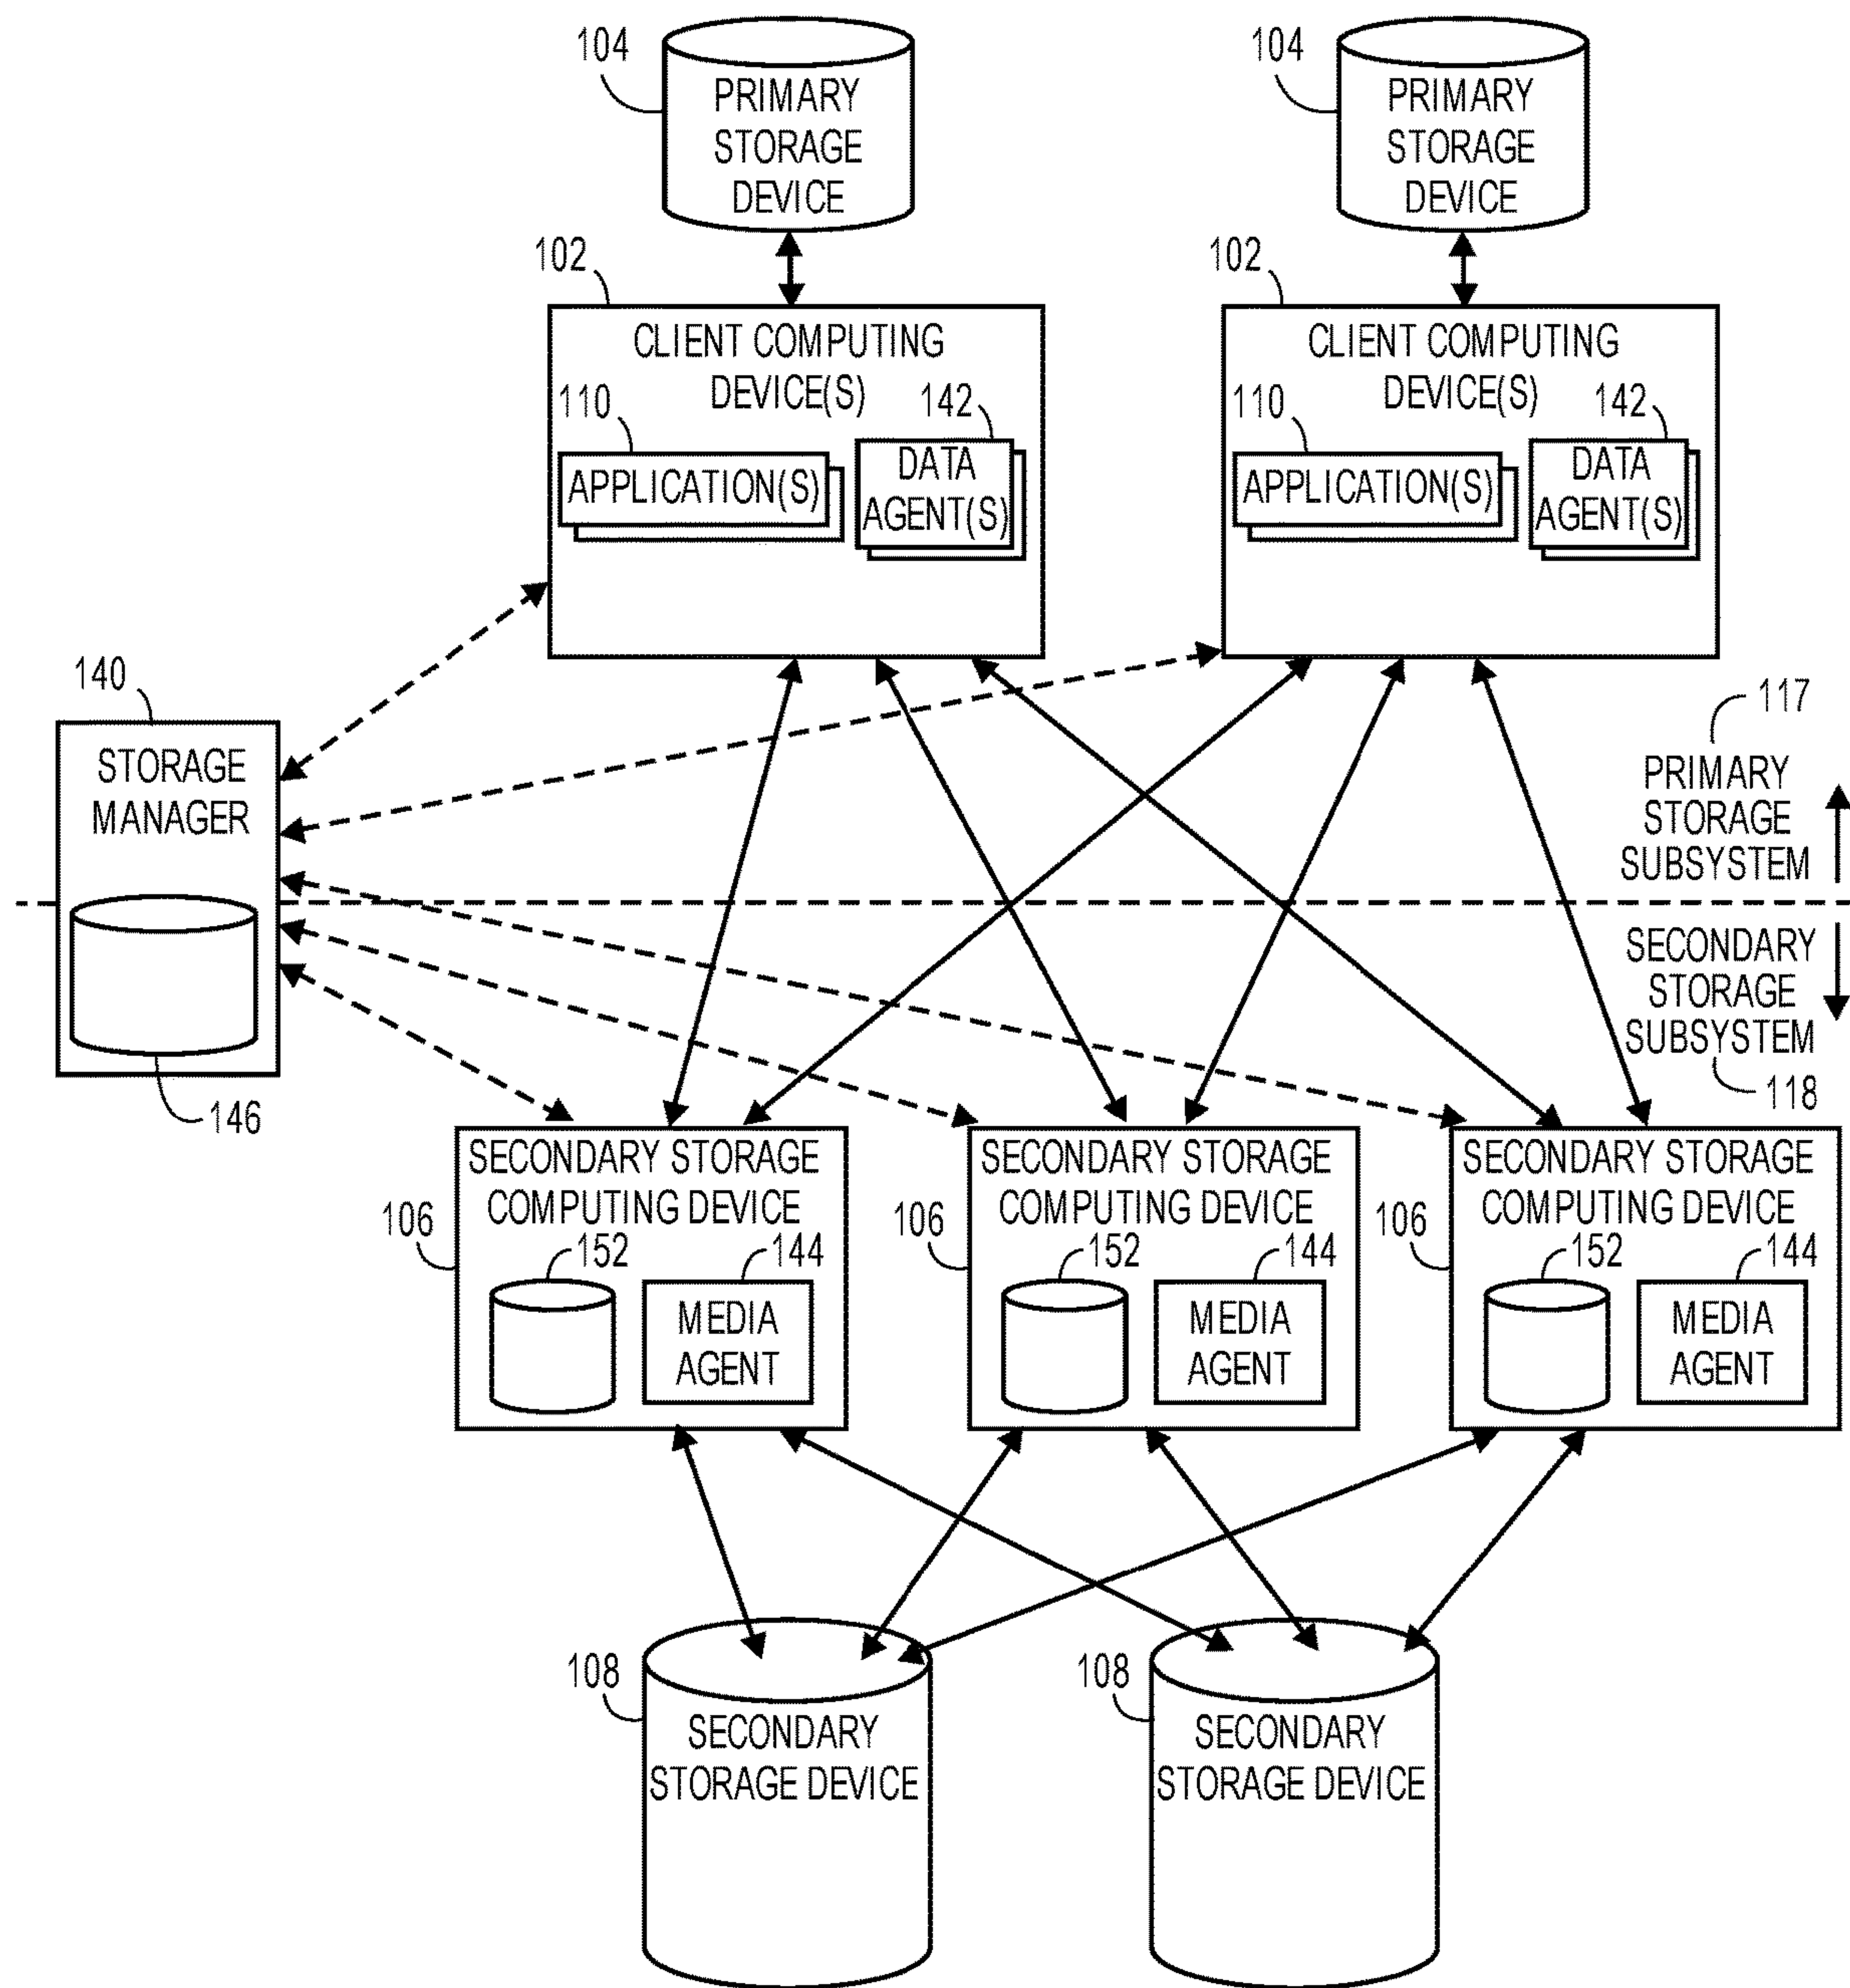 104
PRIMARY
STORAGE
DEVICE
104
PRIMARY
STORAGE
DEVICE
102
CLIENT COMPUTING
DEVICE(S)
110
APPLICATION(S)
142
DATA
AGENT(S)
102
CLIENT COMPUTING
DEVICE(S)
110
APPLICATION(S)
142
DATA
AGENT(S)
140
STORAGE
MANAGER
146
117
PRIMARY
STORAGE
SUBSYSTEM
SECONDARY
STORAGE
SUBSYSTEM
118
106
SECONDARY STORAGE
COMPUTING DEVICE
152
144
MEDIA
AGENT
106
SECONDARY STORAGE
COMPUTING DEVICE
152
144
MEDIA
AGENT
106
SECONDARY STORAGE
COMPUTING DEVICE
152
144
MEDIA
AGENT
108
SECONDARY
STORAGE DEVICE
108
SECONDARY
STORAGE DEVICE